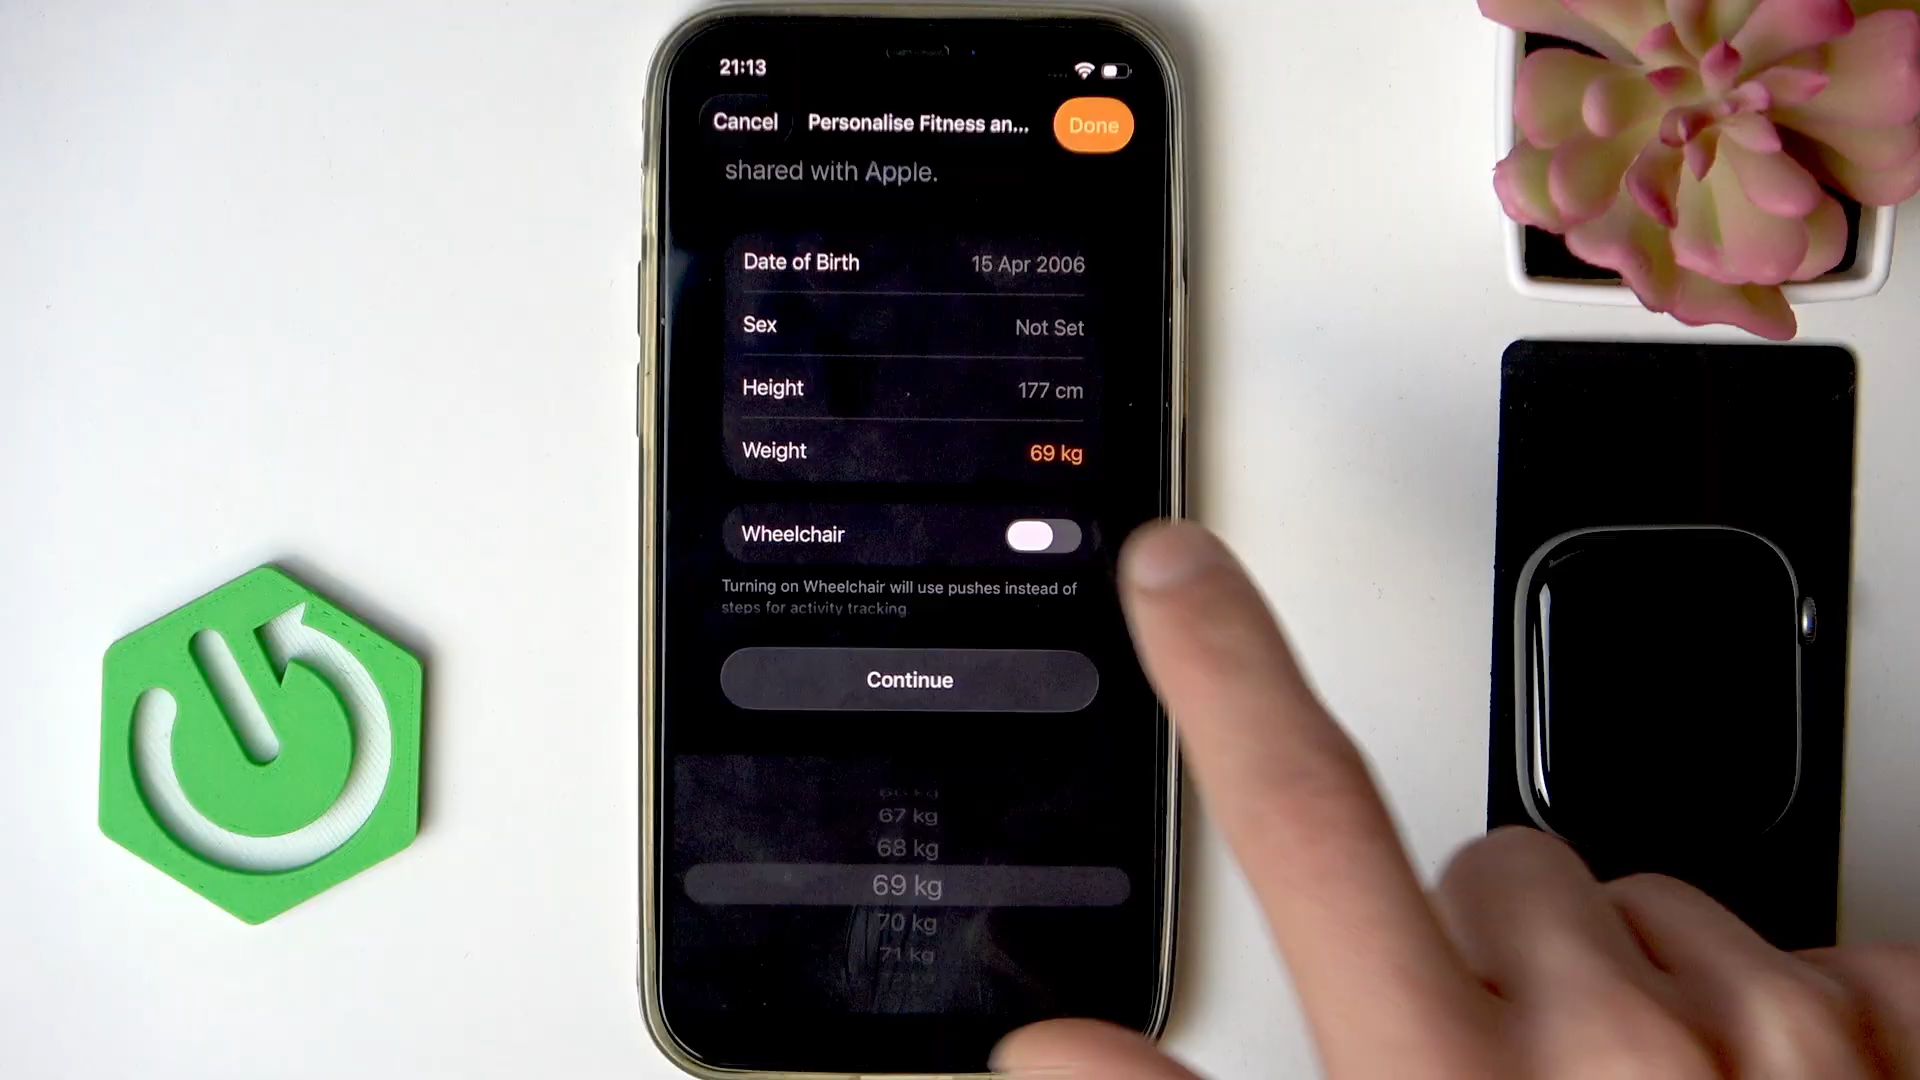 21:13
Cancel
Personalise Fitness an...
Done
shared with Apple.
Date of Birth
15 Apr 2006
Sex
Not Set
Height
177 cm
Weight
69 kg
Wheelchair
Turning on Wheelchair will use pushes instead of
steps for activity tracking.
Continue
67 kg
68 kg
69 kg
70 kg
71 kg